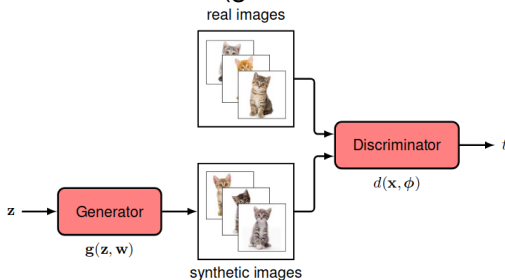 real images
Discriminator
t
d(x, ϕ)
z
Generator
g(z, w)
synthetic images